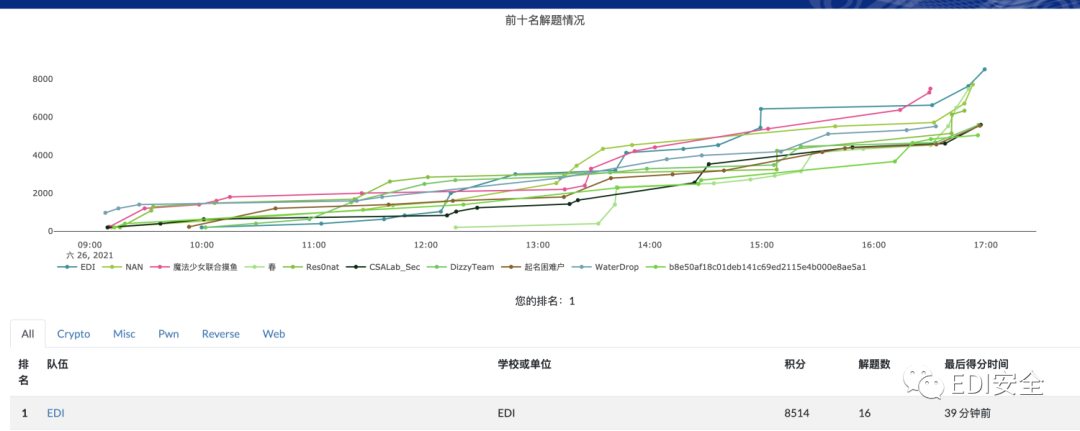 前十名解题情况
8000
6000
4000
2000
0
09:00 10:00 11:00 12:00 13:00 14:00 15:00 16:00 17:00
六 26, 2021
EDI NAN 魔法少女联合摸鱼 春 Res0nat CSALab_Sec DizzyTeam 起名困难户 WaterDrop b8e50af18c01deb141c69ed2115e4b000e8ae5a1
您的排名：1
All Crypto Misc Pwn Reverse Web
排名 队伍 学校或单位 积分 解题数 最后得分时间
EDI安全
1 EDI EDI 8514 16 39 分钟前